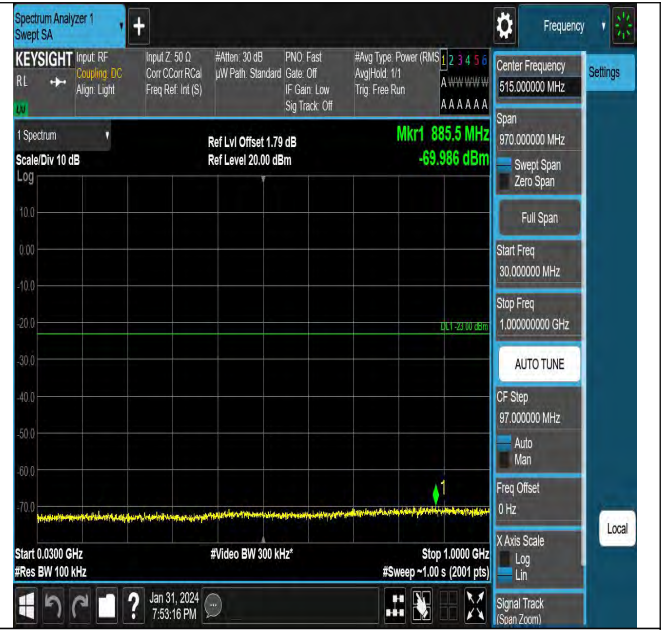 Spectrum Analyzer 1
Swept SA
+
Frequency
KEYSIGHT
RL
Input: RF
Coupling: DC
Align: Light
Input Z: 50 Ω
Corr CCorr RCal
Freq Ref: Int (S)
#Atten: 30 dB
µW Path: Standard
PNO: Fast
Gate: Off
IF Gain: Low
Sig Track: Off
#Avg Type: Power (RMS
Avg|Hold: 1/1
Trig: Free Run
1 2 3 4 5 6
A W W W W W
A A A A A A
1 Spectrum
Scale/Div 10 dB
Log
Ref Lvl Offset 1.79 dB
Ref Level 20.00 dBm
Mkr1 885.5 MHz
-69.986 dBm
10.0
0.00
-10.0
-20.0
-30.0
-40.0
-50.0
-60.0
-70.0
DL1 -23.00 dBm
1
Start 0.0300 GHz
#Res BW 100 kHz
#Video BW 300 kHz*
Stop 1.0000 GHz
#Sweep ~1.00 s (2001 pts)
Center Frequency
515.000000 MHz
Settings
Span
970.000000 MHz
Swept Span
Zero Span
Full Span
Start Freq
30.000000 MHz
Stop Freq
1.000000000 GHz
AUTO TUNE
CF Step
97.000000 MHz
Auto
Man
Freq Offset
0 Hz
X Axis Scale
Log
Lin
Local
Signal Track
(Span Zoom)
?
Jan 31, 2024
7:53:16 PM